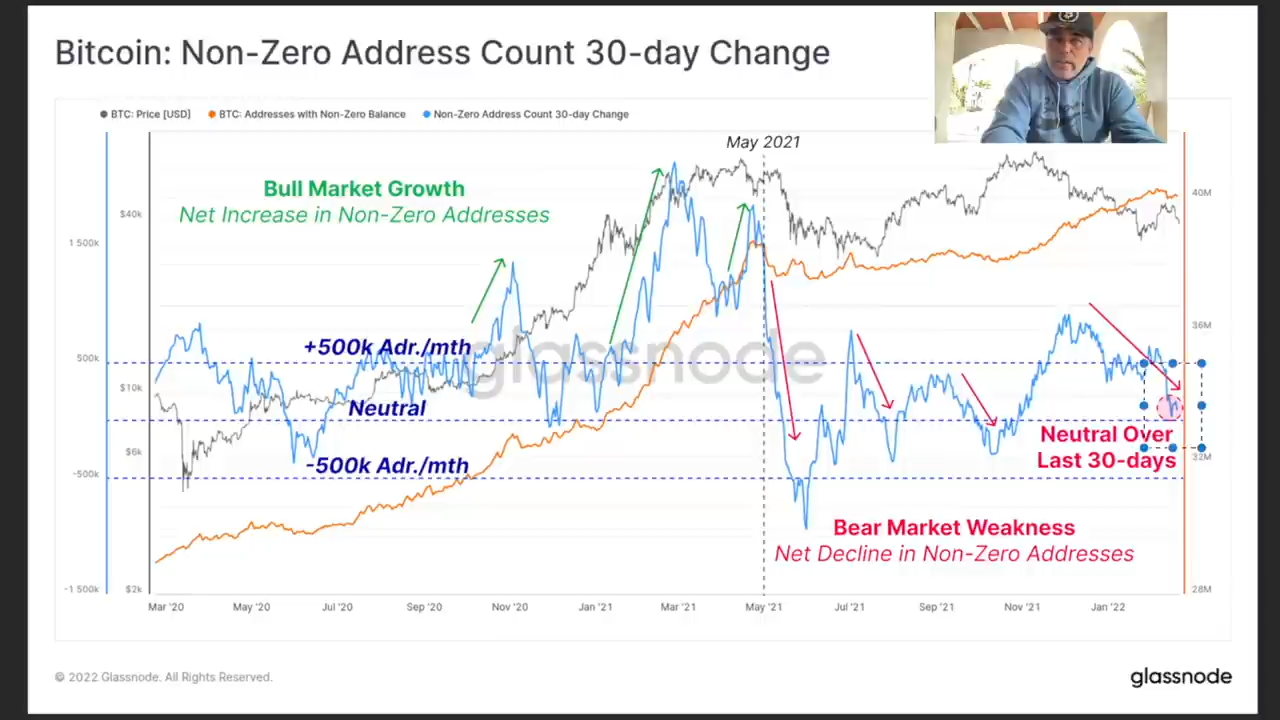 Bitcoin: Non-Zero Address Count 30-day Change
BTC: Price [USD]
BTC: Addresses with Non-Zero Balance
Non-Zero Address Count 30-day Change
May 2021
Bull Market Growth
Net Increase in Non-Zero Addresses
$40k
1 500k
40M
glassnode
+500k Adr./mth
36M
500k
$10k
Neutral
Neutral Over
Last 30-days
$6k
32M
-500k Adr./mth
-500k
Bear Market Weakness
Net Decline in Non-Zero Addresses
-1 500k
$2k
28M
Mar '20
May '20
Jul '20
Sep '20
Nov '20
Jan '21
Mar '21
May '21
Jul '21
Sep '21
Nov '21
Jan '22
© 2022 Glassnode. All Rights Reserved.
glassnode